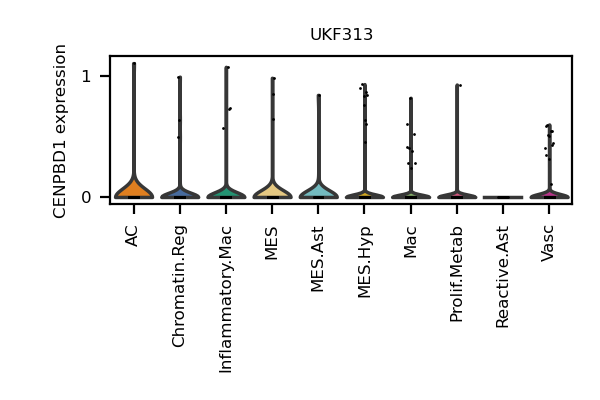 UKF313
CENPBD1 expression
1
0
AC
Chromatin.Reg
Inflammatory.Mac
MES
MES.Ast
MES.Hyp
Mac
Prolif.Metab
Reactive.Ast
Vasc